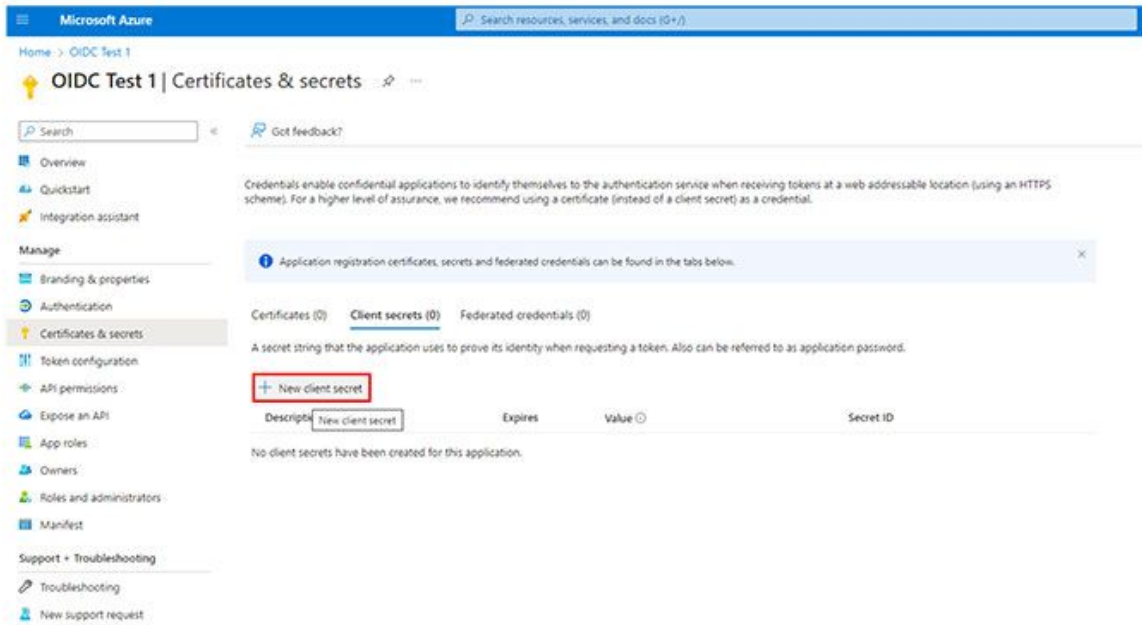 Microsoft Azure
Search resources, services, and docs (G+/)
Home > OIDC Test 1
OIDC Test 1 | Certificates & secrets
Search
Got feedback?
Overview
Quickstart
Integration assistant
Credentials enable confidential applications to identify themselves to the authentication service when receiving tokens at a web addressable location (using an HTTPS
scheme). For a higher level of assurance, we recommend using a certificate (instead of a client secret) as a credential.
Manage
Branding & properties
Authentication
Certificates & secrets
Token configuration
API permissions
Expose an API
App roles
Owners
Roles and administrators
Manifest
Support + Troubleshooting
Troubleshooting
New support request
Application registration certificates, secrets and federated credentials can be found in the tabs below.
Certificates (0) Client secrets (0) Federated credentials (0)
A secret string that the application uses to prove its identity when requesting a token. Also can be referred to as application password.
+ New client secret
Descripti Expires Value Secret ID
New client secret
No client secrets have been created for this application.